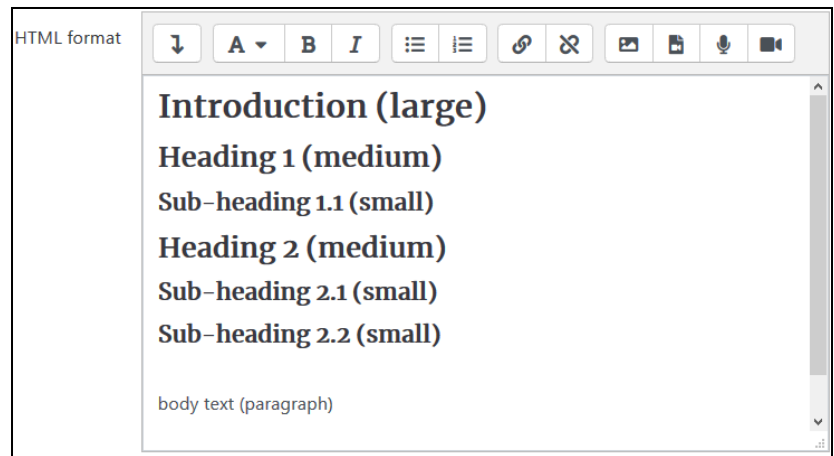 HTML format
A B I
Introduction (large)
Heading 1 (medium)
Sub-heading 1.1 (small)
Heading 2 (medium)
Sub-heading 2.1 (small)
Sub-heading 2.2 (small)
body text (paragraph)